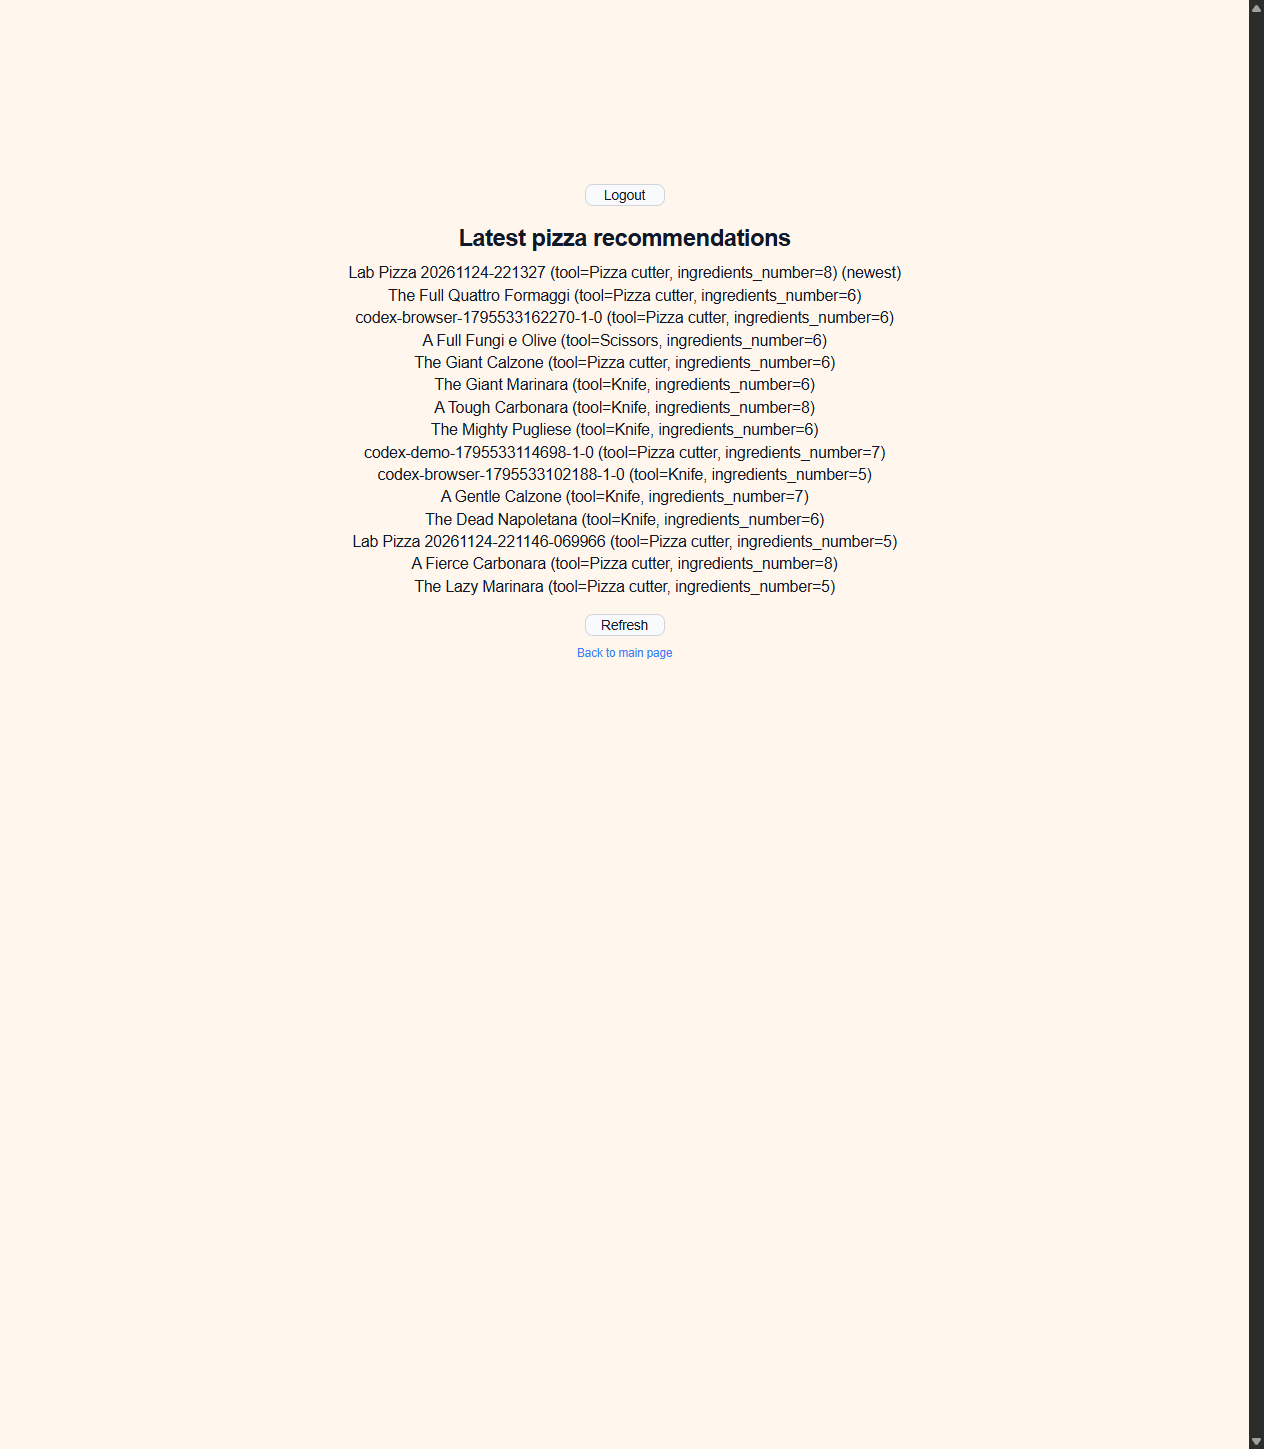 Logout
Latest pizza recommendations
Lab Pizza 20261124-221327 (tool=Pizza cutter, ingredients_number=8) (newest)
The Full Quattro Formaggi (tool=Pizza cutter, ingredients_number=6)
codex-browser-1795533162270-1-0 (tool=Pizza cutter, ingredients_number=6)
A Full Fungi e Olive (tool=Scissors, ingredients_number=6)
The Giant Calzone (tool=Pizza cutter, ingredients_number=6)
The Giant Marinara (tool=Knife, ingredients_number=6)
A Tough Carbonara (tool=Knife, ingredients_number=8)
The Mighty Pugliese (tool=Knife, ingredients_number=6)
codex-demo-1795533114698-1-0 (tool=Pizza cutter, ingredients_number=7)
codex-browser-1795533102188-1-0 (tool=Knife, ingredients_number=5)
A Gentle Calzone (tool=Knife, ingredients_number=7)
The Dead Napoletana (tool=Knife, ingredients_number=6)
Lab Pizza 20261124-221146-069966 (tool=Pizza cutter, ingredients_number=5)
A Fierce Carbonara (tool=Pizza cutter, ingredients_number=8)
The Lazy Marinara (tool=Pizza cutter, ingredients_number=5)
Refresh
Back to main page